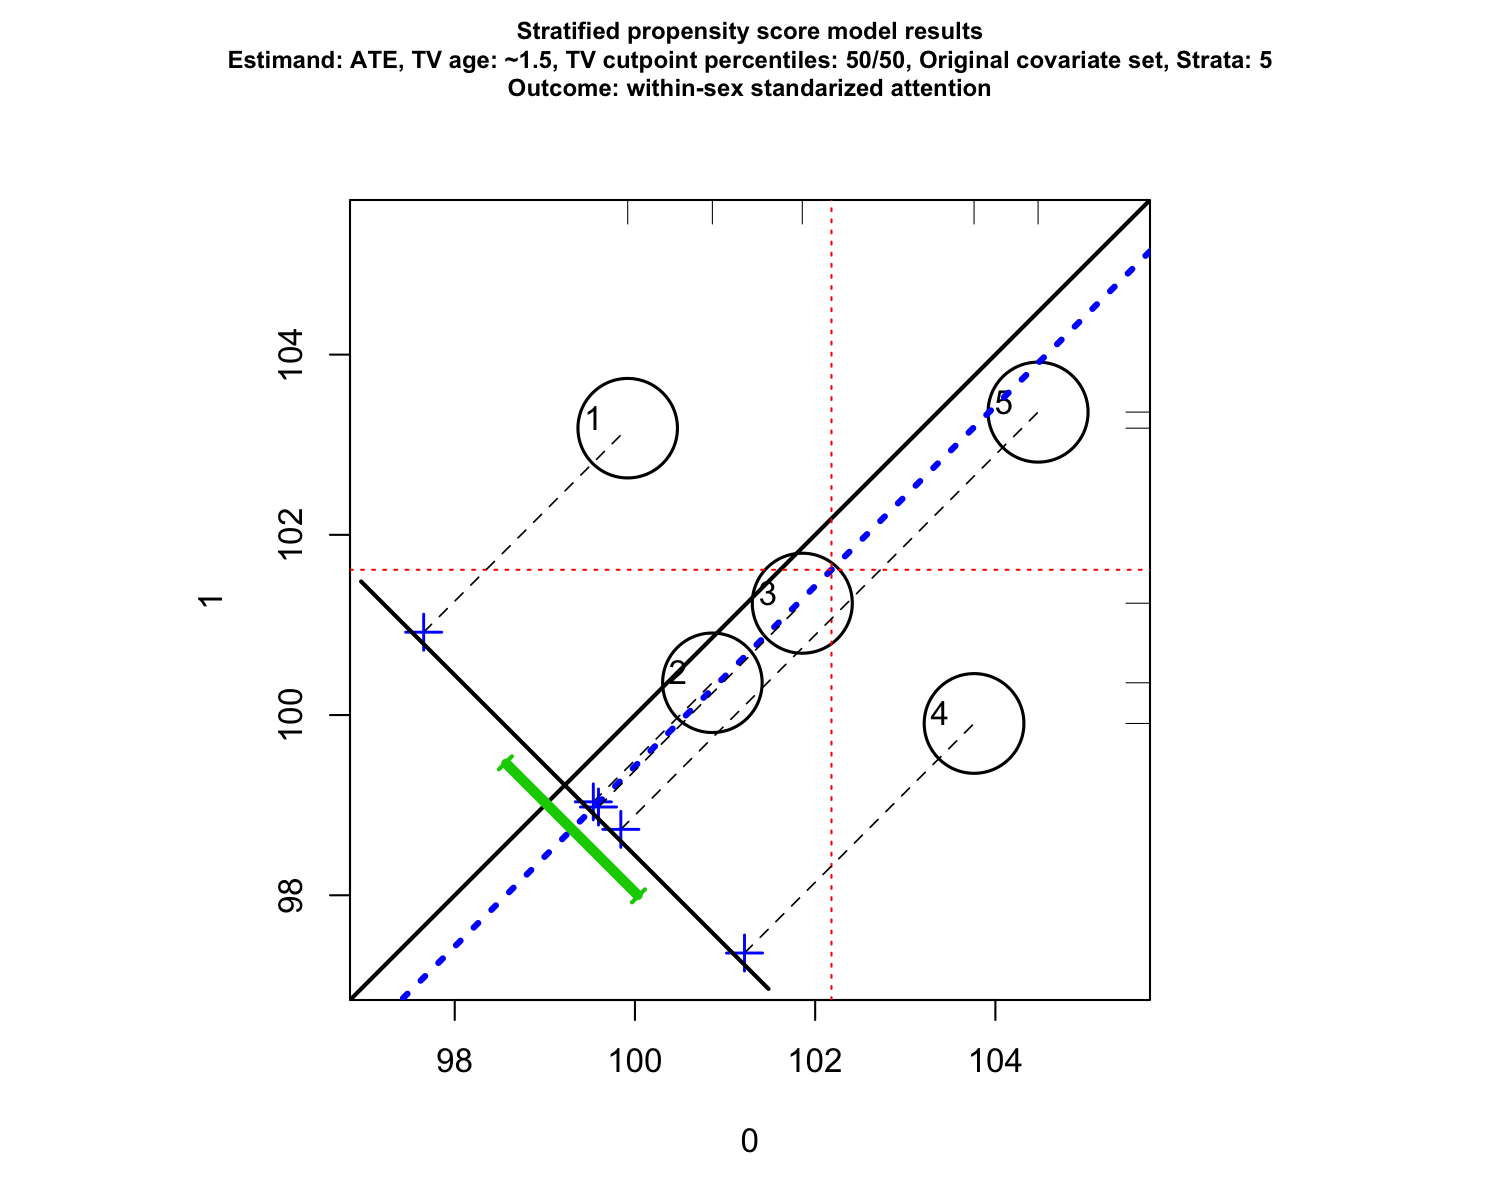 Stratified propensity score model results
Estimand: ATE, TV age: ~1.5, TV cutpoint percentiles: 50/50, Original covariate set, Strata: 5
Outcome: within-sex standarized attention
104
102
100
98
1
1
5
3
2
4
98 100 102 104
0